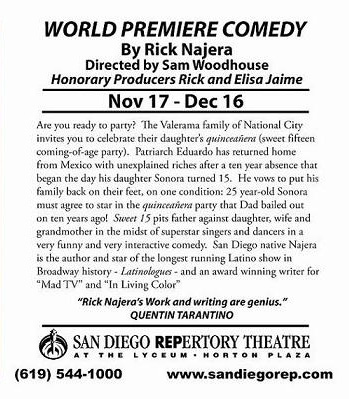 WORLD PREMIERE COMEDY
By Rick Najera
Directed by Sam Woodhouse
Honorary Producers Rick and Elisa Jaime
Nov 17 - Dec 16
Are you ready to party?  The Valerama family of National City
invites you to celebrate their daughter's quinceañera (sweet fifteen
coming-of-age party).  Patriarch Eduardo has returned home
from Mexico with unexplained riches after a ten year absence that
began the day his daughter Sonora turned 15.  He vows to put his
family back on their feet, on one condition: 25 year-old Sonora
must agree to star in the quinceañera party that Dad bailed out
on ten years ago!  Sweet 15 pits father against daughter, wife and
grandmother in the midst of superstar singers and dancers in a
very funny and very interactive comedy.  San Diego native Najera
is the author and star of the longest running Latino show in
Broadway history - Latinologues - and an award winning writer for
"Mad TV" and "In Living Color"
"Rick Najera's Work and writing are genius."
QUENTIN TARANTINO
SAN DIEGO REPERTORY THEATRE
AT THE LYCEUM · HORTON PLAZA
(619) 544-1000 www.sandiegorep.com